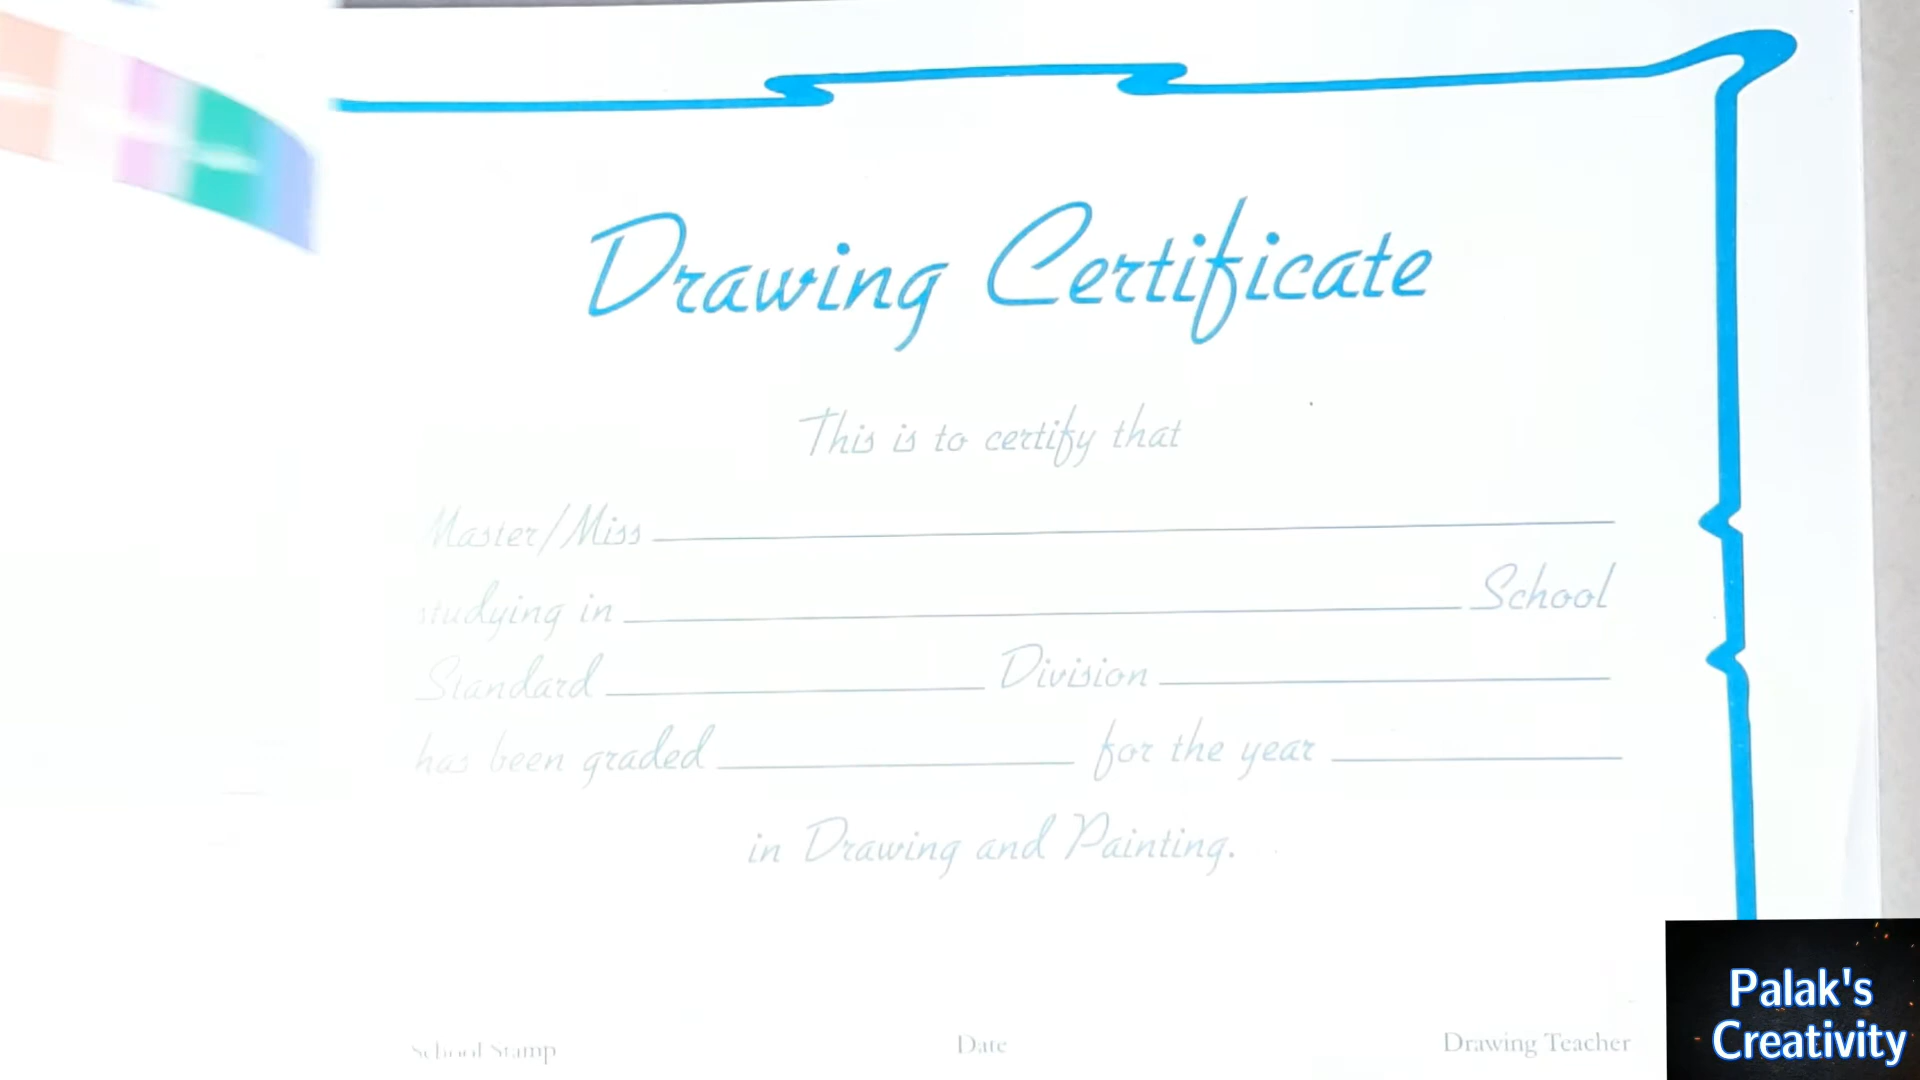 Drawing Certificate
This is to certify that
Master/Miss
studying in School
Standard Division
has been graded for the year
in Drawing and Painting.
School Stamp Date Drawing Teacher
Palak's
Creativity